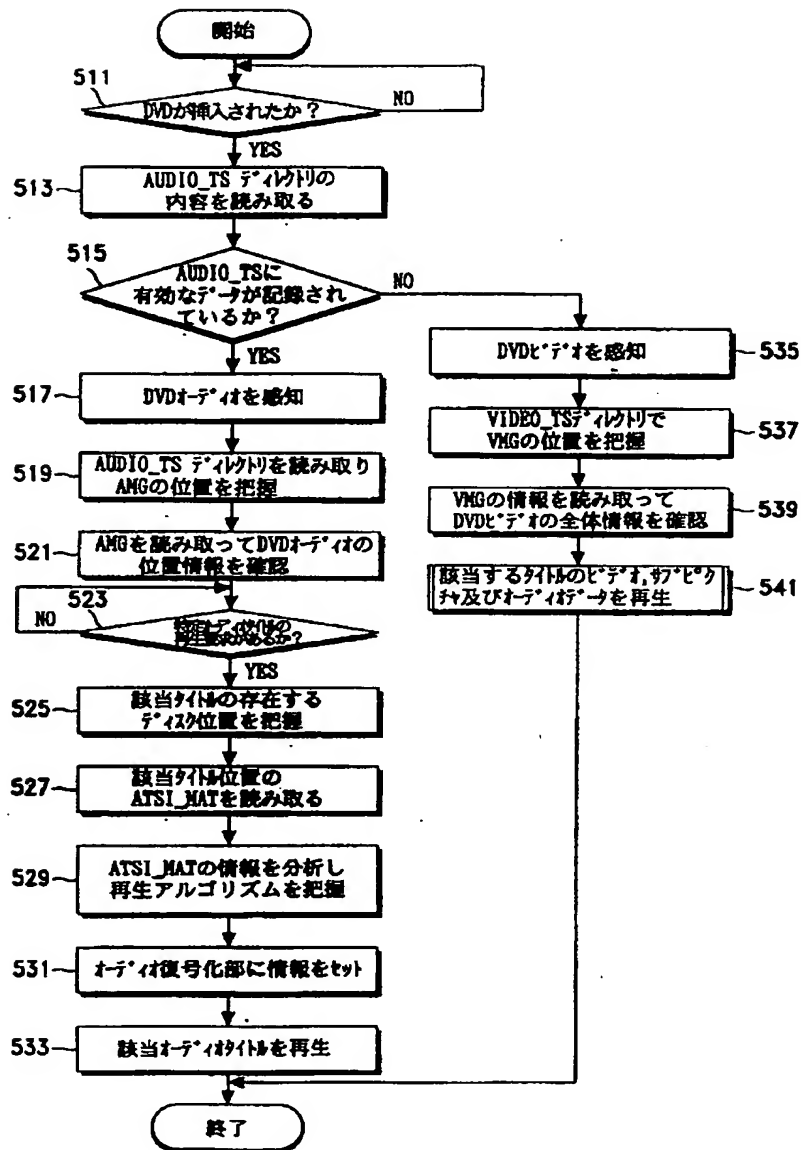 開始
511
DVDが挿入されたか？
NO
YES
513
AUDIO_TS ディレクトリの
内容を読み取る
515
AUDIO_TSに
有効なデータが記録され
ているか？
NO
YES
517
DVDオーディオを感知
519
AUDIO_TS ディレクトリを読み取り
AMGの位置を把握
521
AMGを読み取ってDVDオーディオの
位置情報を確認
523
NO
再生要求があるか？
YES
525
該当タイトルの存在する
ディスク位置を把握
527
該当タイトル位置の
ATSI_MATを読み取る
529
ATSI_MATの情報を分析し
再生アルゴリズムを把握
531
オーディオ復号化部に情報をセット
533
該当オーディオタイトルを再生
DVDビデオを感知
535
VIDEO_TSディレクトリで
VMGの位置を把握
537
VMGの情報を読み取って
DVDビデオの全体情報を確認
539
該当するタイトルのビデオ,サブピク
チャ及びオーディオデータを再生
541
終了